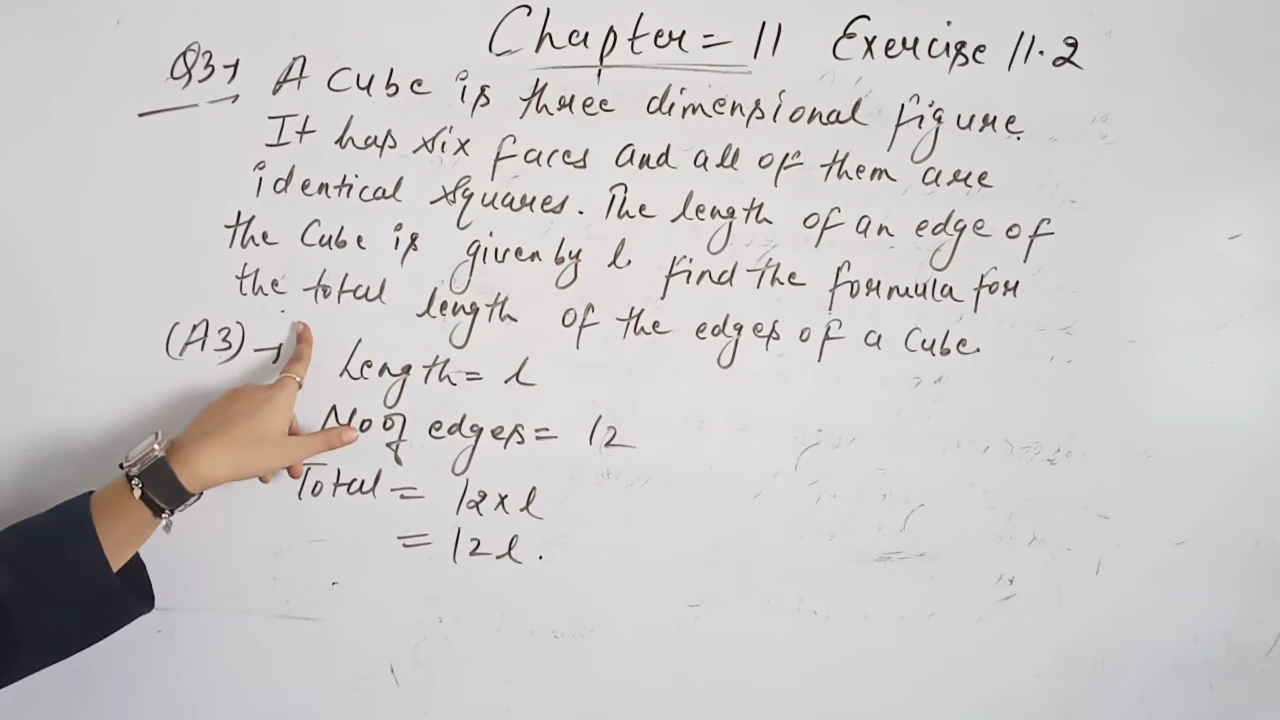 Chapter = 11 Exercise 11.2
Q3→ A Cube is three dimensional figure.
It has six faces and all of them are
identical squares. The length of an edge of
the Cube is given by l. find the formula for
the total length of the edges of a Cube.
(A3)→ Length = l
No of edges = 12
Total = 12 x l
= 12l.